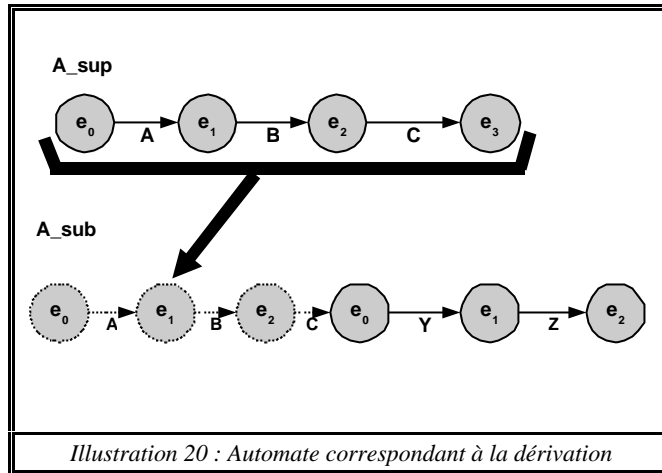 A_sup
e0 e1 e2 e3
A B C
A_sub
e0 e1 e2 e0 e1 e2
A B C Y Z
Illustration 20 : Automate correspondant à la dérivation